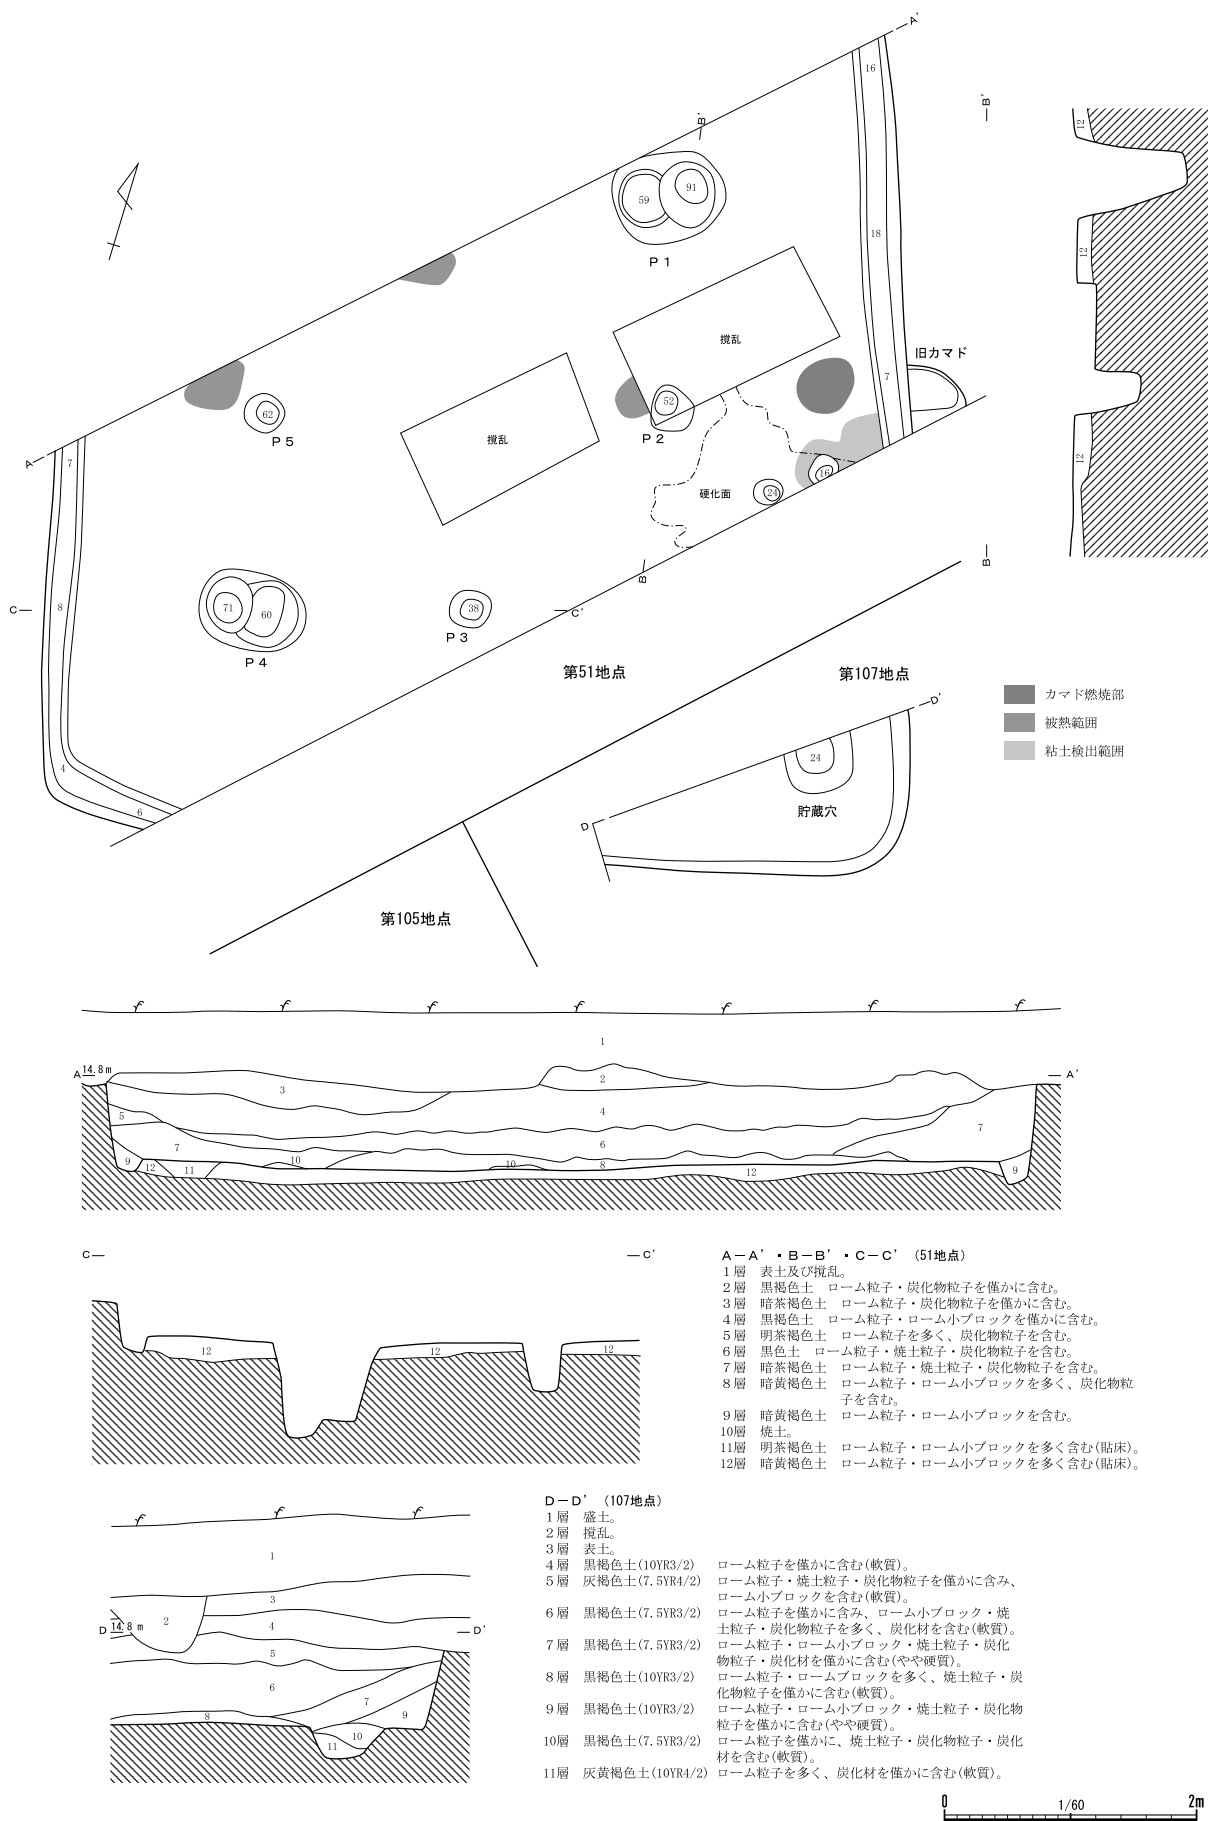 A'
16
B'
B'
12
59
91
P1
18
12
撹乱
旧カマド
7
62
P5
52
P2
撹乱
A
7
硬化面
24
16
12
B
B
C
8
71
60
P4
38
P3
C'
第51地点
第107地点
D'
カマド燃焼部
被熱範囲
粘土検出範囲
24
貯蔵穴
D
4
6
第105地点
1
A 14.8m
A'
2
3
4
5
6
7
7
8
9
10
10
11
12
12
9
C
C'
12
12
12
A-A'・B-B'・C-C' (51地点)
1層 表土及び撹乱。
2層 黒褐色土 ローム粒子・炭化物粒子を僅かに含む。
3層 暗茶褐色土 ローム粒子・炭化物粒子を僅かに含む。
4層 黒褐色土 ローム粒子・ローム小ブロックを僅かに含む。
5層 明茶褐色土 ローム粒子を多く、炭化物粒子を含む。
6層 黒色土 ローム粒子・焼土粒子・炭化物粒子を含む。
7層 暗茶褐色土 ローム粒子・焼土粒子・炭化物粒子を含む。
8層 暗黄褐色土 ローム粒子・ローム小ブロックを多く、炭化物粒
子を含む。
9層 暗黄褐色土 ローム粒子・ローム小ブロックを含む。
10層 焼土。
11層 明茶褐色土 ローム粒子・ローム小ブロックを多く含む(貼床)。
12層 暗黄褐色土 ローム粒子・ローム小ブロックを多く含む(貼床)。
1
2
3
D 14.8m
D'
4
5
6
7
8
9
10
11
D-D' (107地点)
1層 盛土。
2層 撹乱。
3層 表土。
4層 黒褐色土(10YR3/2) ローム粒子を僅かに含む(軟質)。
5層 灰褐色土(7.5YR4/2) ローム粒子・焼土粒子・炭化物粒子を僅かに含み、
ローム小ブロックを含む(軟質)。
6層 黒褐色土(7.5YR3/2) ローム粒子を僅かに含み、ローム小ブロック・焼
土粒子・炭化物粒子を多く、炭化材を含む(軟質)。
7層 黒褐色土(7.5YR3/2) ローム粒子・ローム小ブロック・焼土粒子・炭化
物粒子・炭化材を僅かに含む(やや硬質)。
8層 黒褐色土(10YR3/2) ローム粒子・ロームブロックを多く、焼土粒子・炭
化物粒子を僅かに含む(軟質)。
9層 黒褐色土(10YR3/2) ローム粒子・ローム小ブロック・焼土粒子・炭化物
粒子を僅かに含む(やや硬質)。
10層 黒褐色土(7.5YR3/2) ローム粒子を僅かに、焼土粒子・炭化物粒子・炭化
材を含む(軟質)。
11層 灰黄褐色土(10YR4/2) ローム粒子を多く、炭化材を僅かに含む(軟質)。
0 1/60 2m